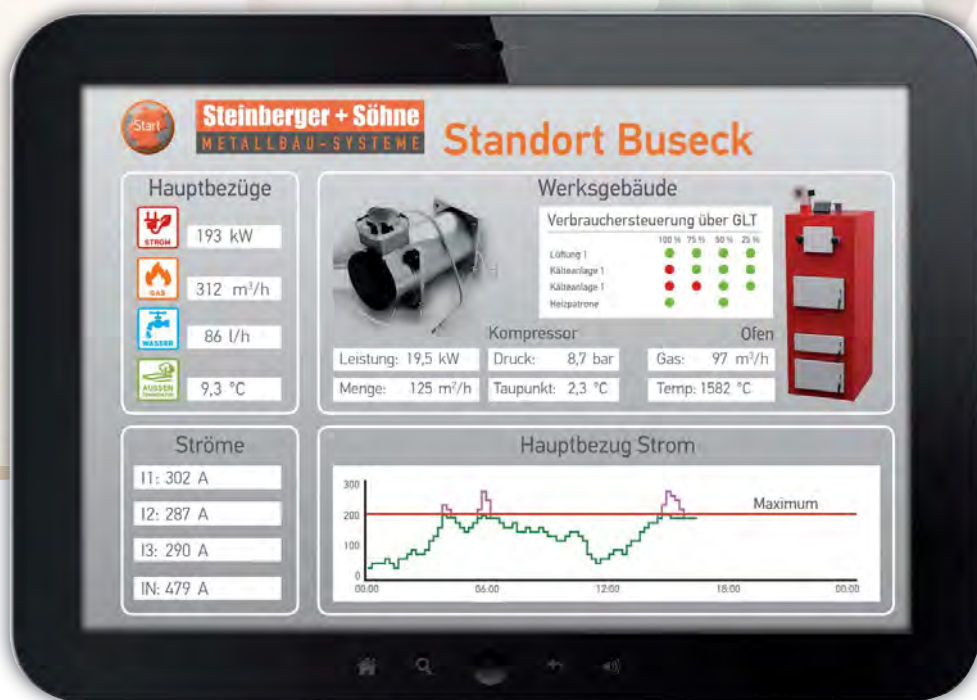 Start
Steinberger + Söhne
METALLBAU-SYSTEME
Standort Buseck
Hauptbezüge
STROM
193 kW
GAS
312 m³/h
WASSER
86 l/h
AUSSEN
9,3 °C
Werksgebäude
Verbrauchersteuerung über GLT
100 % 75 % 50 % 25 %
Lüftung 1
Kälteanlage 1
Kälteanlage 1
Heizpatrone
Kompressor
Leistung: 19,5 kW
Druck: 8,7 bar
Menge: 125 m²/h
Taupunkt: 2,3 °C
Ofen
Gas: 97 m³/h
Temp: 1582 °C
Ströme
I1: 302 A
I2: 287 A
I3: 290 A
IN: 479 A
Hauptbezug Strom
300
200
100
0
Maximum
00:00 06:00 12:00 18:00 00:00